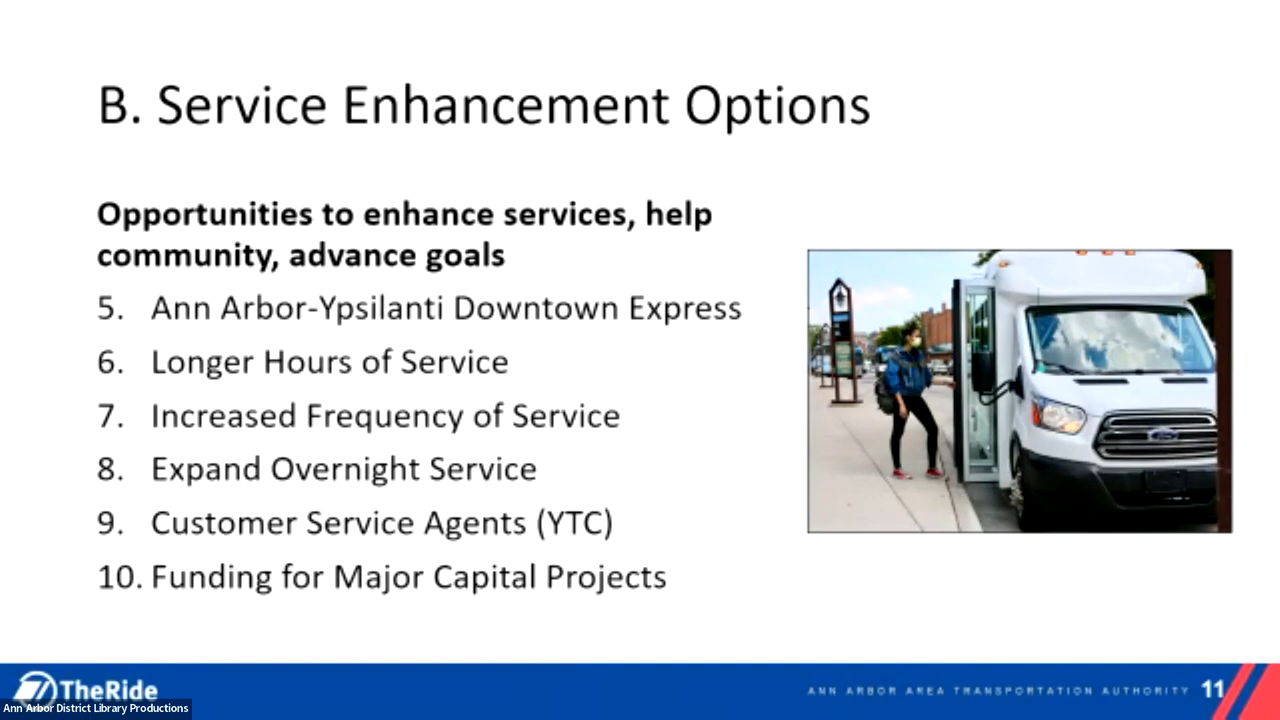 B. Service Enhancement Options
Opportunities to enhance services, help
community, advance goals
5. Ann Arbor-Ypsilanti Downtown Express
6. Longer Hours of Service
7. Increased Frequency of Service
8. Expand Overnight Service
9. Customer Service Agents (YTC)
10. Funding for Major Capital Projects
Ford
TheRide
ANN ARBOR AREA TRANSPORTATION AUTHORITY 11
Ann Arbor District Library Productions